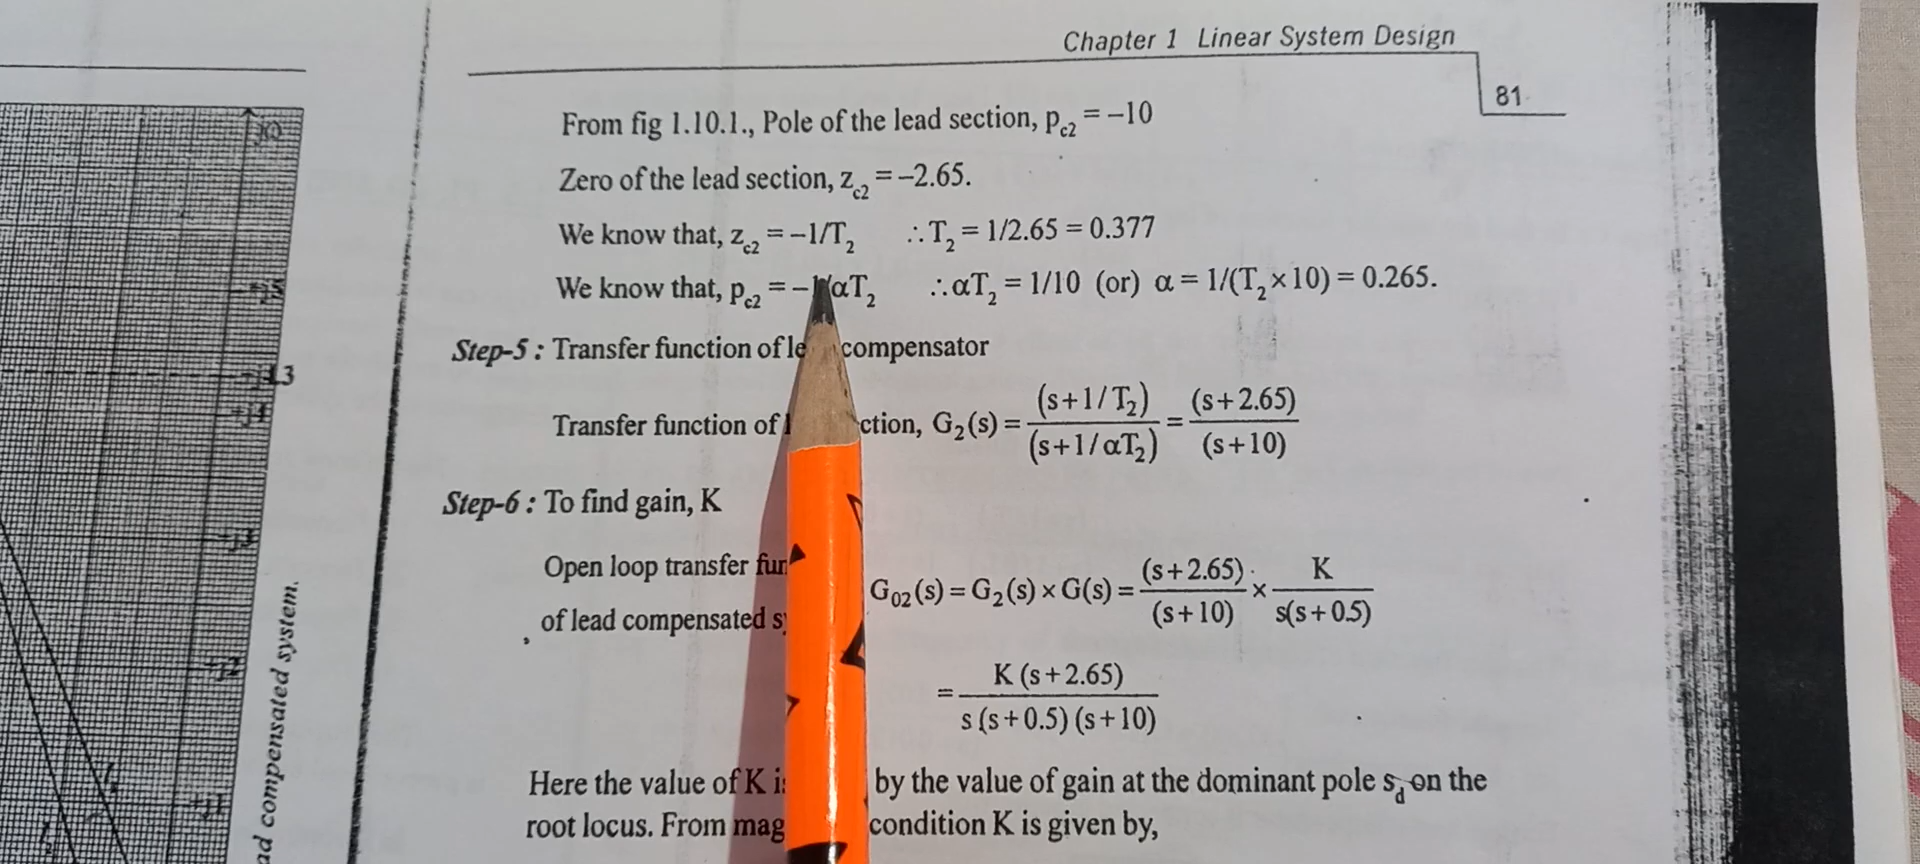 Chapter 1 Linear System Design
81
From fig 1.10.1., Pole of the lead section, p_c2 = −10
Zero of the lead section, z_c2 = −2.65.
We know that, z_c2 = −1/T_2 ∴ T_2 = 1/2.65 = 0.377
We know that, p_c2 = −1/αT_2 ∴ αT_2 = 1/10 (or) α = 1/(T_2×10) = 0.265.
Step-5 : Transfer function of compensator
Transfer function of ction, G_2(s) = (s+1/T_2) / (s+1/αT_2) = (s+2.65) / (s+10)
Step-6 : To find gain, K
Open loop transfer fun
of lead compensated s G_02(s) = G_2(s) × G(s) = (s+2.65) / (s+10) × K / s(s+0.5)
= K (s+2.65) / s (s+0.5) (s+10)
Here the value of K is by the value of gain at the dominant pole s_d on the
root locus. From mag condition K is given by,
ad compensated system.